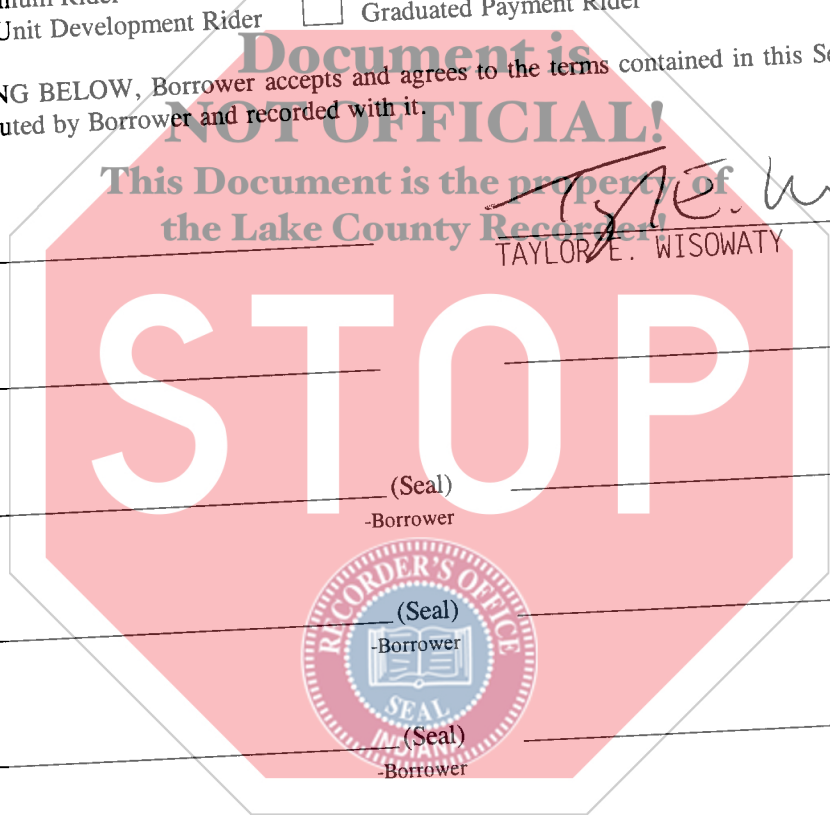 Unit Development Rider Graduated Payment Rider
Document is
NG BELOW, Borrower accepts and agrees to the terms contained in this Se
uted by Borrower and recorded with it.
NOT OFFICIAL!
This Document is the property of
the Lake County Recorder!
TAYLOR E. WISOWATY
STOP
(Seal)
-Borrower
RECORDER'S OFFICE
(Seal)
-Borrower
SEAL
INDIANA
(Seal)
-Borrower